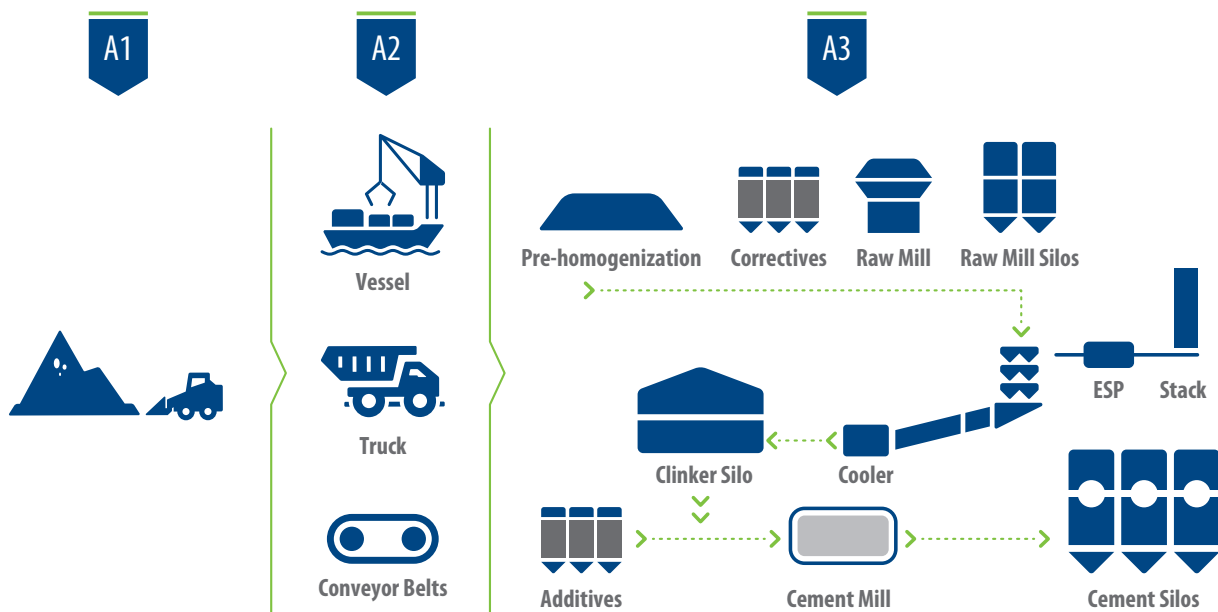 A1
A2
A3
Vessel
Truck
Conveyor Belts
Pre-homogenization
Correctives
Raw Mill
Raw Mill Silos
ESP
Stack
Clinker Silo
Cooler
Additives
Cement Mill
Cement Silos